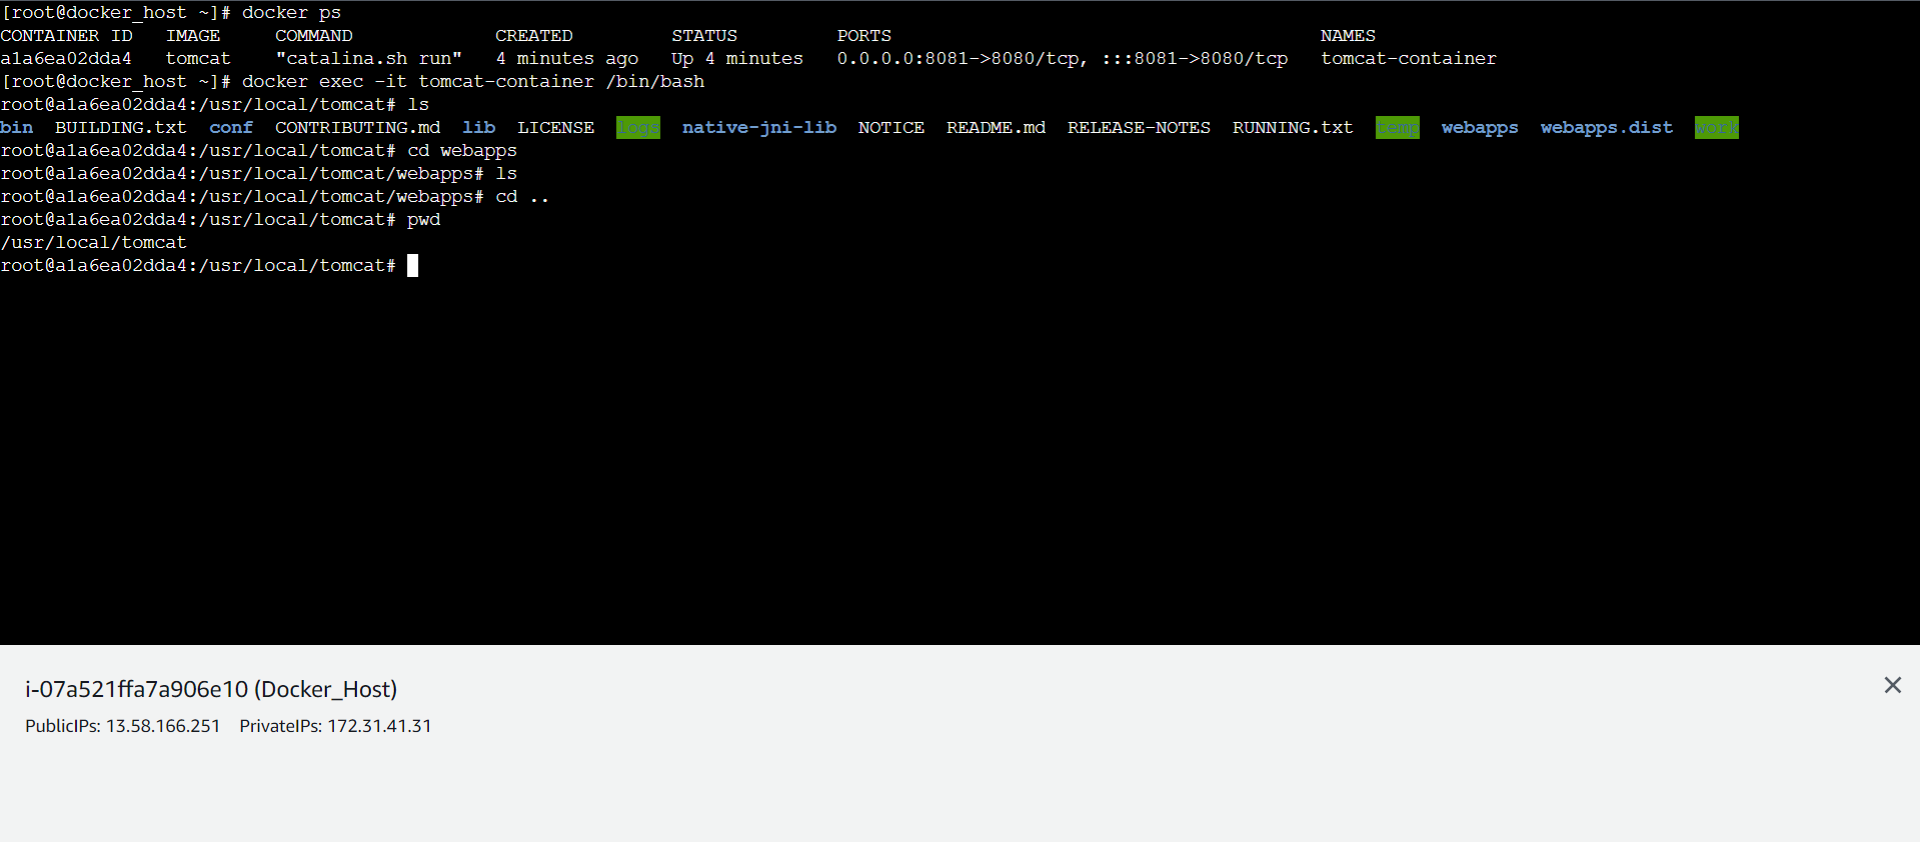 [root@docker_host ~]# docker ps
CONTAINER ID   IMAGE     COMMAND             CREATED         STATUS         PORTS                                       NAMES
a1a6ea02dda4   tomcat    "catalina.sh run"   4 minutes ago   Up 4 minutes   0.0.0.0:8081->8080/tcp, :::8081->8080/tcp   tomcat-container
[root@docker_host ~]# docker exec -it tomcat-container /bin/bash
root@a1a6ea02dda4:/usr/local/tomcat# ls
bin  BUILDING.txt  conf  CONTRIBUTING.md  lib  LICENSE  logs  native-jni-lib  NOTICE  README.md  RELEASE-NOTES  RUNNING.txt  temp  webapps  webapps.dist  work
root@a1a6ea02dda4:/usr/local/tomcat# cd webapps
root@a1a6ea02dda4:/usr/local/tomcat/webapps# ls
root@a1a6ea02dda4:/usr/local/tomcat/webapps# cd ..
root@a1a6ea02dda4:/usr/local/tomcat# pwd
/usr/local/tomcat
root@a1a6ea02dda4:/usr/local/tomcat#
i-07a521ffa7a906e10 (Docker_Host)
PublicIPs: 13.58.166.251    PrivateIPs: 172.31.41.31